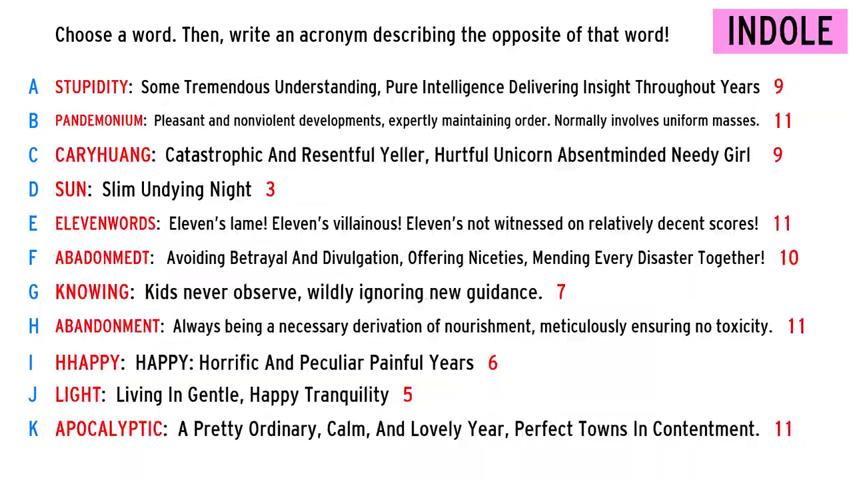 Choose a word. Then, write an acronym describing the opposite of that word! INDOLE
A STUPIDITY: Some Tremendous Understanding, Pure Intelligence Delivering Insight Throughout Years 9
B PANDEMONIUM: Pleasant and nonviolent developments, expertly maintaining order. Normally involves uniform masses. 11
C CARYHUANG: Catastrophic And Resentful Yeller, Hurtful Unicorn Absentminded Needy Girl 9
D SUN: Slim Undying Night 3
E ELEVENWORDS: Eleven's lame! Eleven's villainous! Eleven's not witnessed on relatively decent scores! 11
F ABADONMEDT: Avoiding Betrayal And Divulgation, Offering Niceties, Mending Every Disaster Together! 10
G KNOWING: Kids never observe, wildly ignoring new guidance. 7
H ABANDONMENT: Always being a necessary derivation of nourishment, meticulously ensuring no toxicity. 11
I HHAPPY: HAPPY: Horrific And Peculiar Painful Years 6
J LIGHT: Living In Gentle, Happy Tranquility 5
K APOCALYPTIC: A Pretty Ordinary, Calm, And Lovely Year, Perfect Towns In Contentment. 11